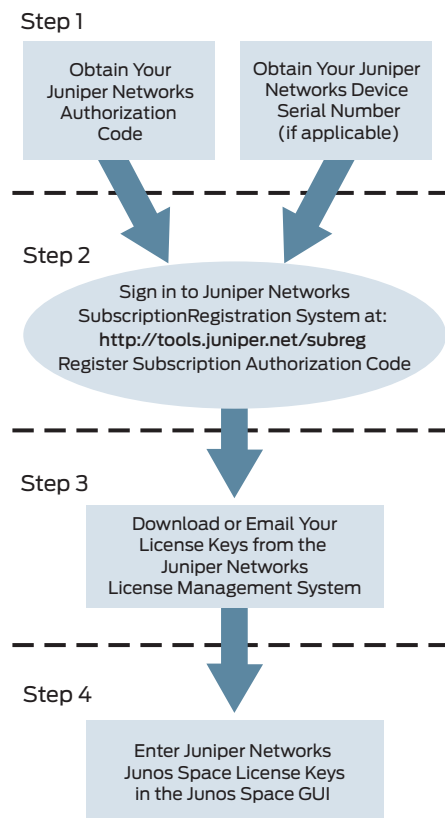 Step 1
Obtain Your
Juniper Networks
Authorization
Code
Obtain Your Juniper
Networks Device
Serial Number
(if applicable)
Step 2
Sign in to Juniper Networks
SubscriptionRegistration System at:
http://tools.juniper.net/subreg
Register Subscription Authorization Code
Step 3
Download or Email Your
License Keys from the
Juniper Networks
License Management System
Step 4
Enter Juniper Networks
Junos Space License Keys
in the Junos Space GUI